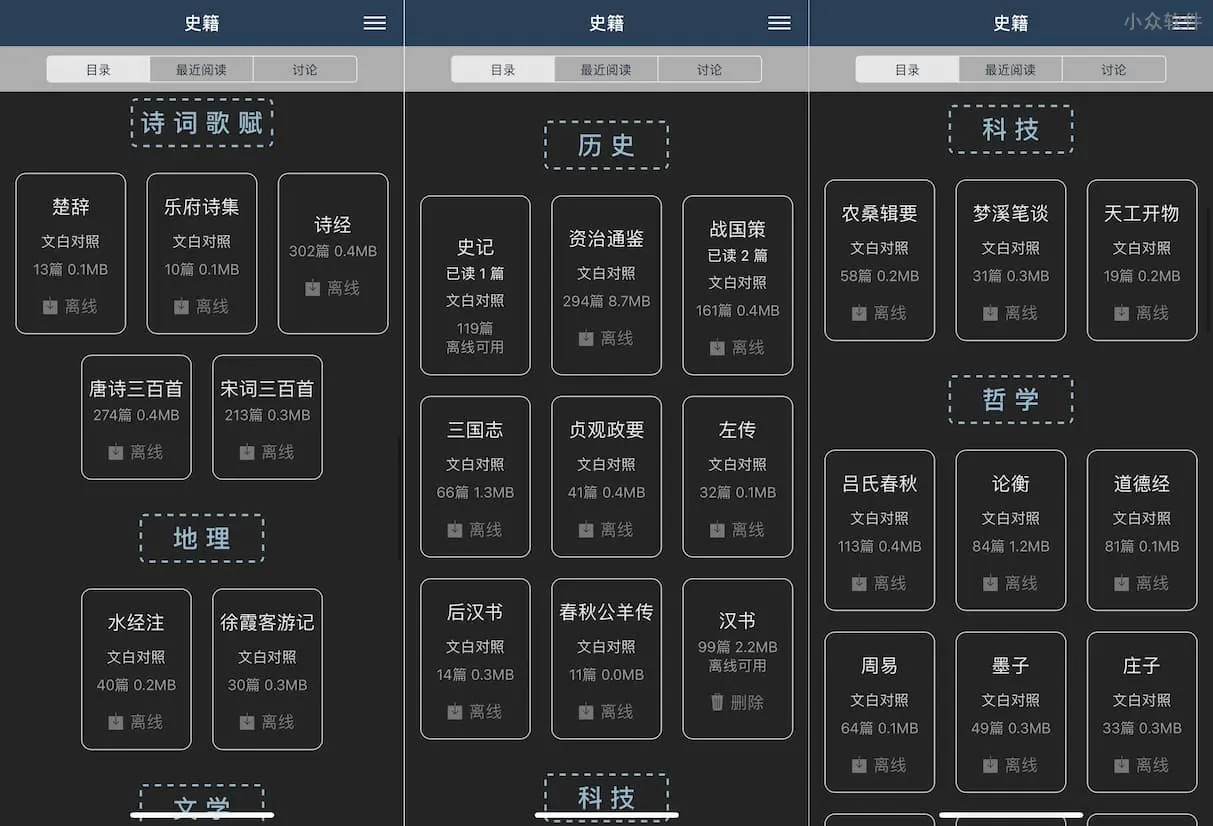 史籍
目录 最近阅读 讨论
诗词歌赋
楚辞
文白对照
13篇 0.1MB
离线
乐府诗集
文白对照
10篇 0.1MB
离线
诗经
302篇 0.4MB
离线
唐诗三百首
274篇 0.4MB
离线
宋词三百首
213篇 0.3MB
离线
地理
水经注
文白对照
40篇 0.2MB
离线
徐霞客游记
文白对照
30篇 0.3MB
离线
文学
史籍
目录 最近阅读 讨论
历史
史记
已读 1 篇
文白对照
119篇
离线可用
资治通鉴
文白对照
294篇 8.7MB
离线
战国策
已读 2 篇
文白对照
161篇 0.4MB
离线
三国志
文白对照
66篇 1.3MB
离线
贞观政要
文白对照
41篇 0.4MB
离线
左传
文白对照
32篇 0.1MB
离线
后汉书
文白对照
14篇 0.3MB
离线
春秋公羊传
文白对照
11篇 0.0MB
离线
汉书
99篇 2.2MB
离线可用
删除
科技
史籍
小众软件
目录 最近阅读 讨论
科技
农桑辑要
文白对照
58篇 0.2MB
离线
梦溪笔谈
文白对照
31篇 0.3MB
离线
天工开物
文白对照
19篇 0.2MB
离线
哲学
吕氏春秋
文白对照
113篇 0.4MB
离线
论衡
文白对照
84篇 1.2MB
离线
道德经
文白对照
81篇 0.1MB
离线
周易
文白对照
64篇 0.1MB
离线
墨子
文白对照
49篇 0.3MB
离线
庄子
文白对照
33篇 0.3MB
离线